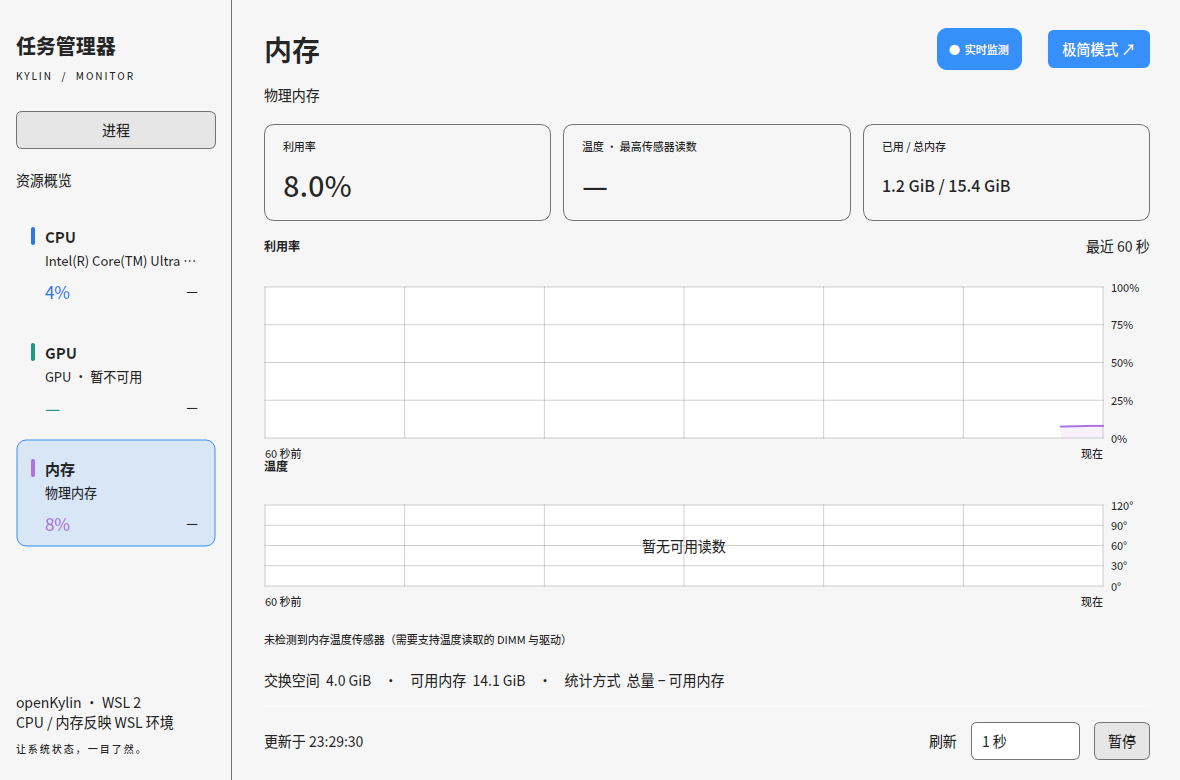 任务管理器
KYLIN / MONITOR
进程
资源概览
CPU
Intel(R) Core(TM) Ultra ···
4% —
GPU
GPU · 暂不可用
— —
内存
物理内存
8% —
openKylin · WSL 2
CPU / 内存反映 WSL 环境
让系统状态，一目了然。
内存
● 实时监测
极简模式 ↗
物理内存
利用率
8.0%
温度 · 最高传感器读数
—
已用 / 总内存
1.2 GiB / 15.4 GiB
利用率 最近 60 秒
100%
75%
50%
25%
0%
60 秒前 现在
温度
120°
90°
60°
30°
0°
暂无可用读数
60 秒前 现在
未检测到内存温度传感器（需要支持温度读取的 DIMM 与驱动）
交换空间 4.0 GiB · 可用内存 14.1 GiB · 统计方式 总量 − 可用内存
更新于 23:29:30 刷新 1 秒 暂停